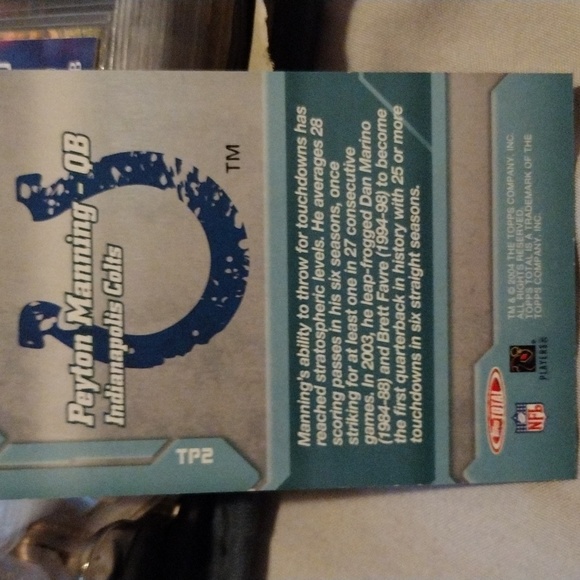 Peyton Manning - QB
Indianapolis Colts
TM
TP2
Manning's ability to throw for touchdowns has
reached stratospheric levels. He averages 28
scoring passes in his six seasons, once
striking for at least one in 27 consecutive
games. In 2003, he leap-frogged Dan Marino
(1984-88) and Brett Favre (1994-98) to become
the first quarterback in history with 25 or more
touchdowns in six straight seasons.
TOTAL
NFL
PLAYERS
TM & © 2004 THE TOPPS COMPANY, INC.
ALL RIGHTS RESERVED.
TOPPS TOTAL IS A TRADEMARK OF THE
TOPPS COMPANY, INC.